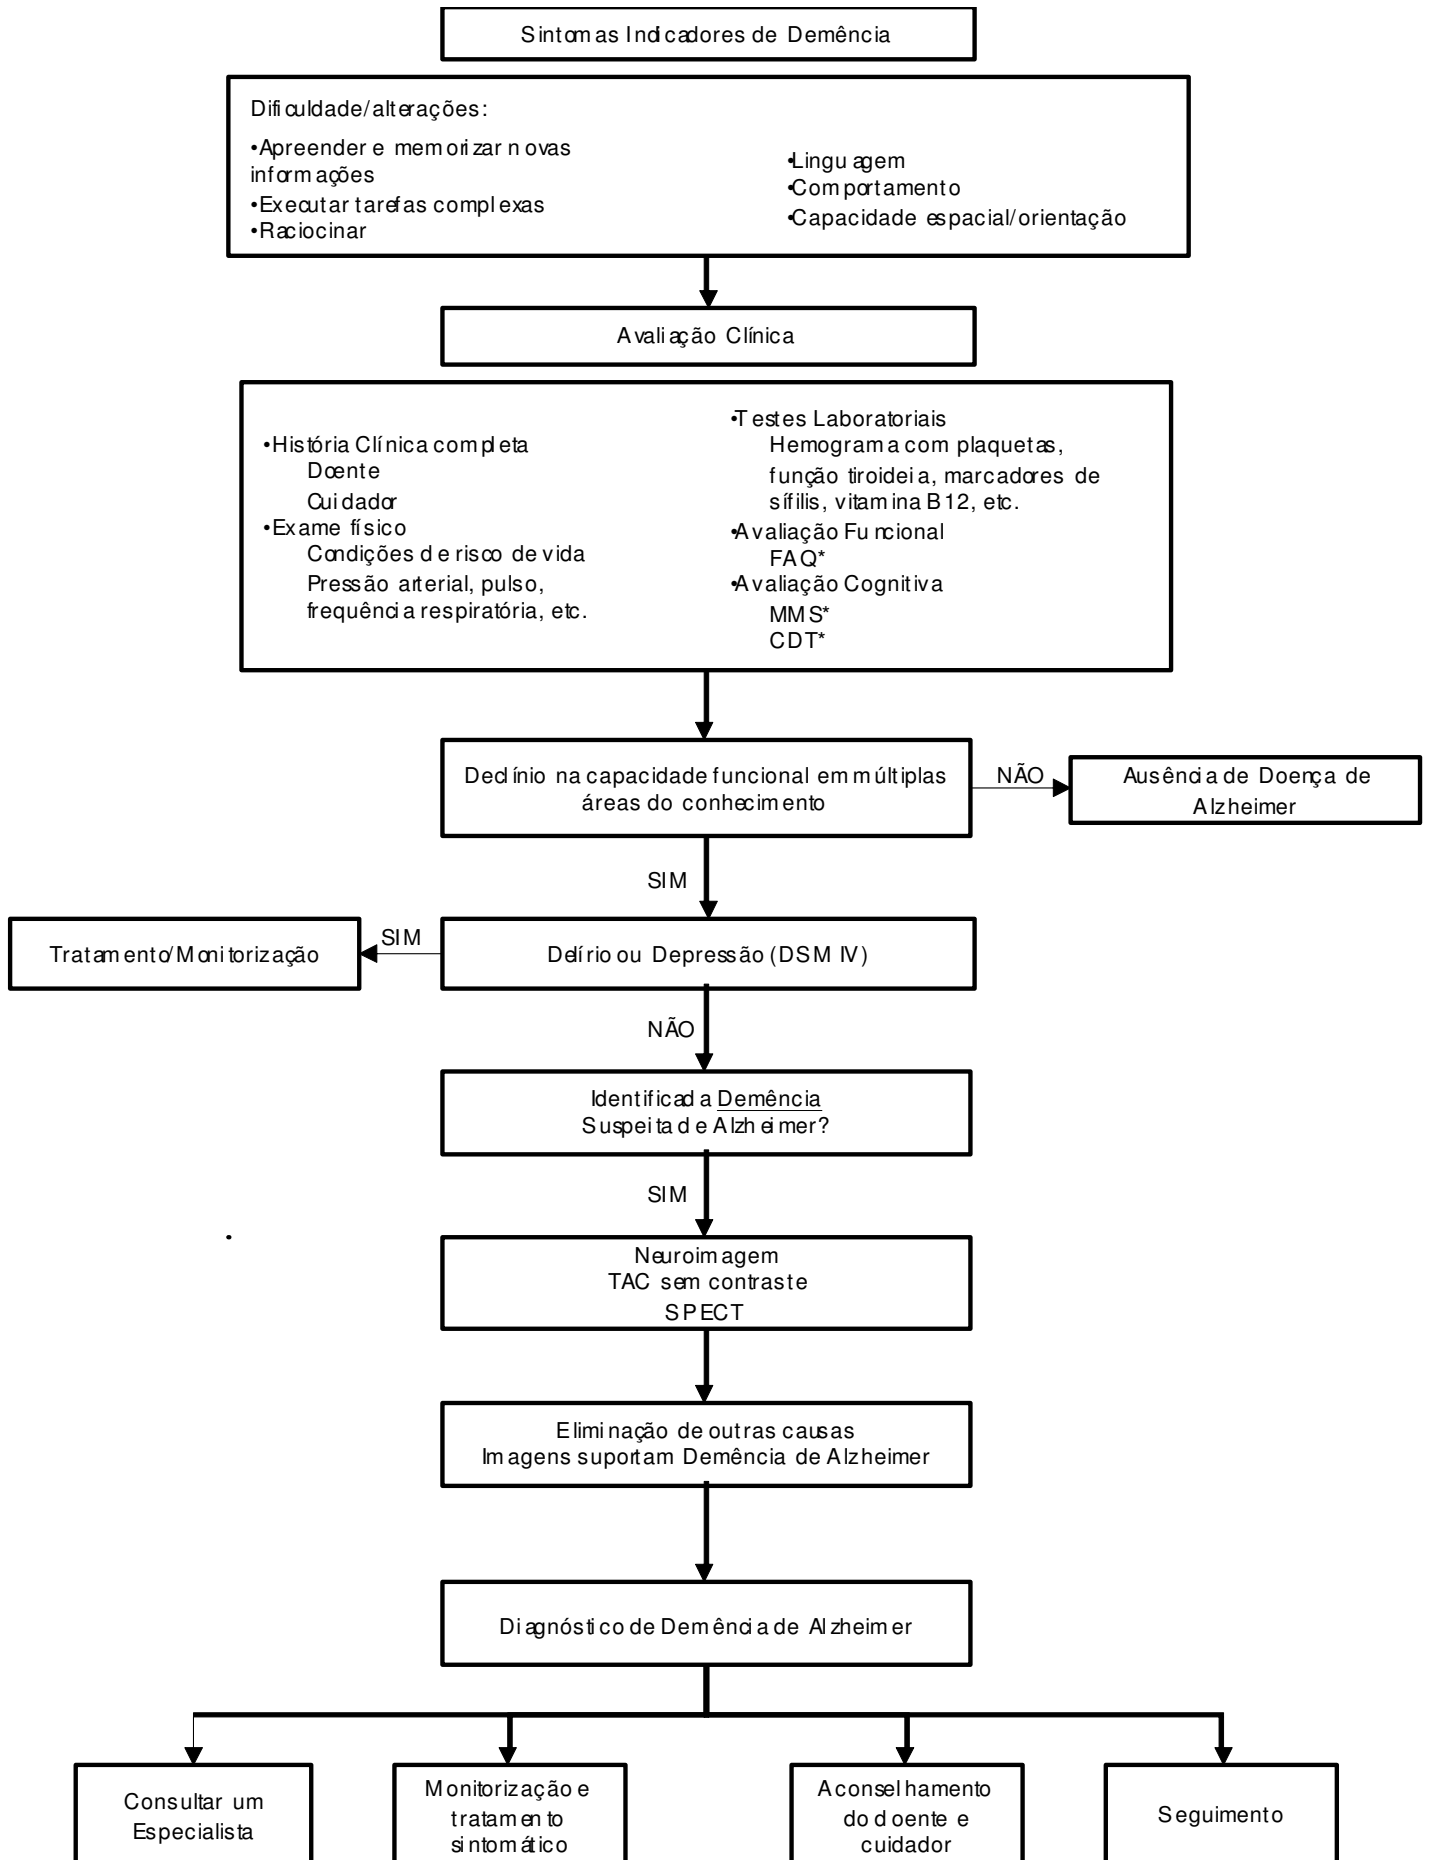 Sintomas Indicadores de Demência
Dificuldade/alterações:
•Apreender e memorizar novas
informações
•Executar tarefas complexas
•Raciocinar
•Linguagem
•Comportamento
•Capacidade espacial/orientação
Avaliação Clínica
•História Clínica completa
Doente
Cuidador
•Exame físico
Condições de risco de vida
Pressão arterial, pulso,
frequência respiratória, etc.
•Testes Laboratoriais
Hemograma com plaquetas,
função tiroideia, marcadores de
sífilis, vitamina B12, etc.
•Avaliação Funcional
FAQ*
•Avaliação Cognitiva
MMS*
CDT*
Declínio na capacidade funcional em múltiplas
áreas do conhecimento
NÃO
Ausência de Doença de
Alzheimer
SIM
Delírio ou Depressão (DSM IV)
SIM
Tratamento/Monitorização
NÃO
Identificada Demência
Suspeita de Alzheimer?
SIM
Neuroimagem
TAC sem contraste
SPECT
Eliminação de outras causas
Imagens suportam Demência de Alzheimer
Diagnóstico de Demência de Alzheimer
Consultar um
Especialista
Monitorização e
tratamento
sintomático
Aconselhamento
do doente e
cuidador
Seguimento